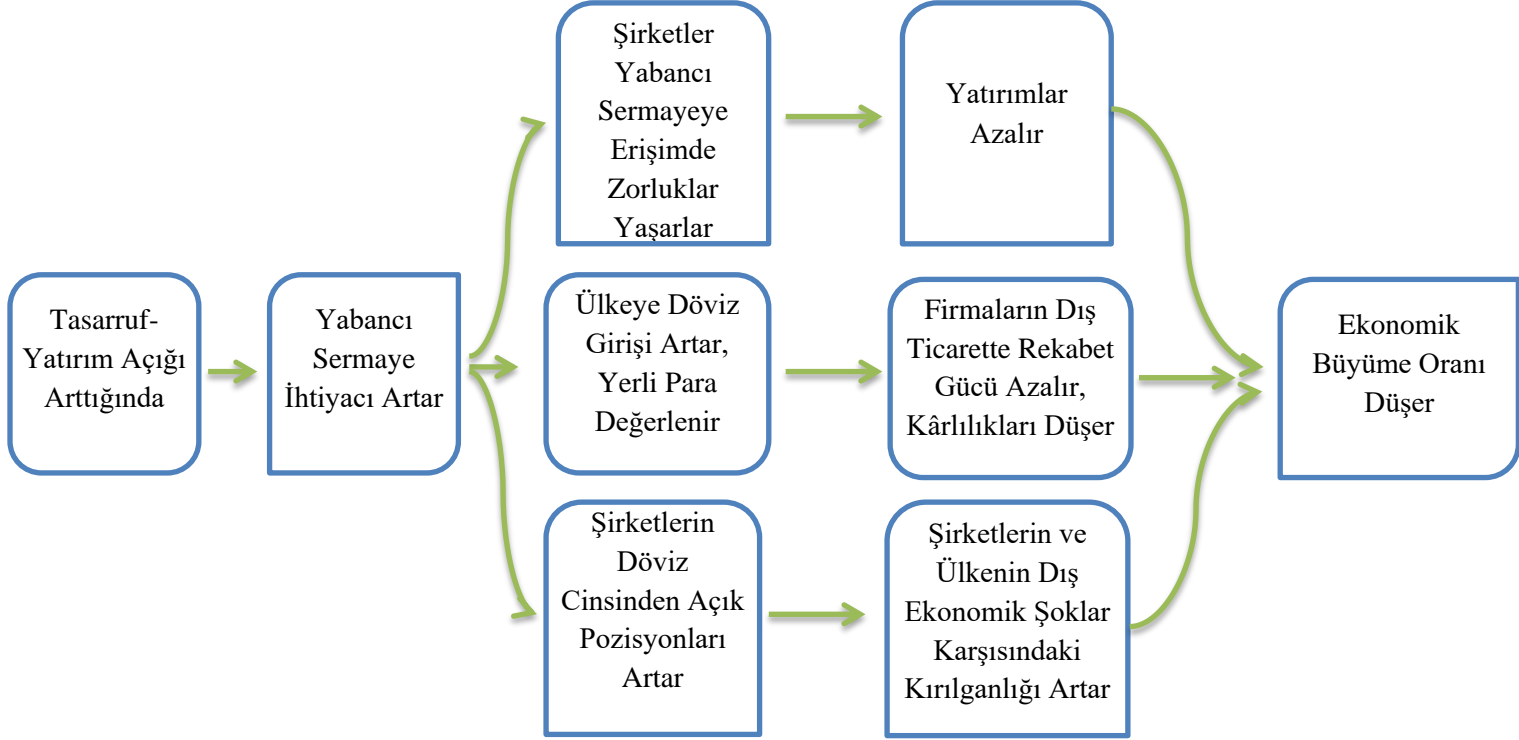 Tasarruf-
Yatırım Açığı
Arttığında
Yabancı
Sermaye
İhtiyacı Artar
Şirketler
Yabancı
Sermayeye
Erişimde
Zorluklar
Yaşarlar
Yatırımlar
Azalır
Ülkeye Döviz
Girişi Artar,
Yerli Para
Değerlenir
Firmaların Dış
Ticarette Rekabet
Gücü Azalır,
Kârlılıkları Düşer
Şirketlerin
Döviz
Cinsinden Açık
Pozisyonları
Artar
Şirketlerin ve
Ülkenin Dış
Ekonomik Şoklar
Karşısındaki
Kırılganlığı Artar
Ekonomik
Büyüme Oranı
Düşer